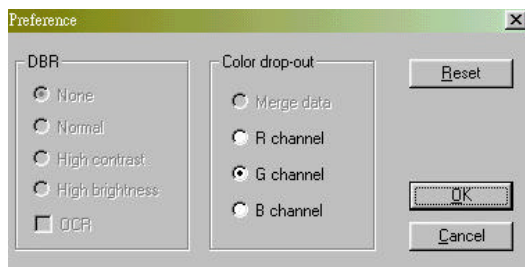 Preference
DBR
None
Normal
High contrast
High brightness
OCR
Color drop-out
Merge data
R channel
G channel
B channel
Reset
OK
Cancel